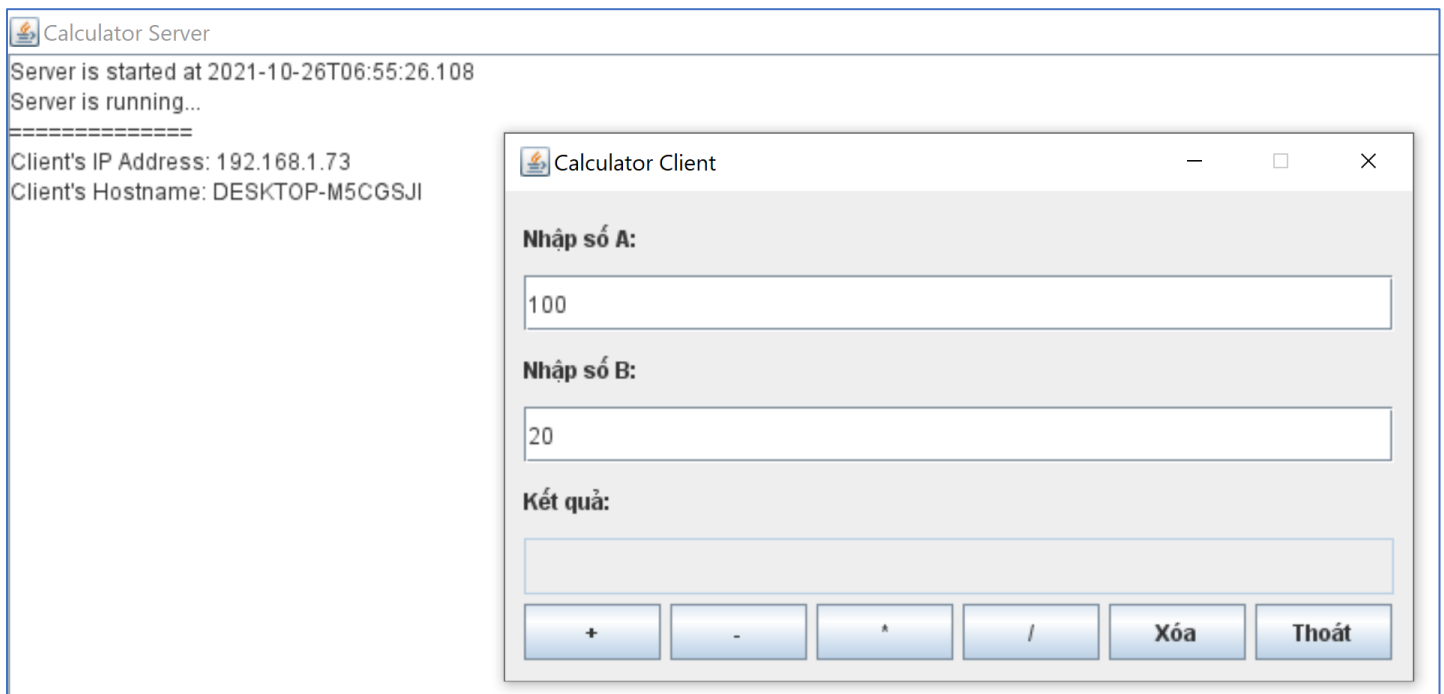 Calculator Server
Server is started at 2021-10-26T06:55:26.108
Server is running...
==============
Client's IP Address: 192.168.1.73
Client's Hostname: DESKTOP-M5CGSJI
Calculator Client
Nhập số A:
100
Nhập số B:
20
Kết quả:
+ - * / Xóa Thoát